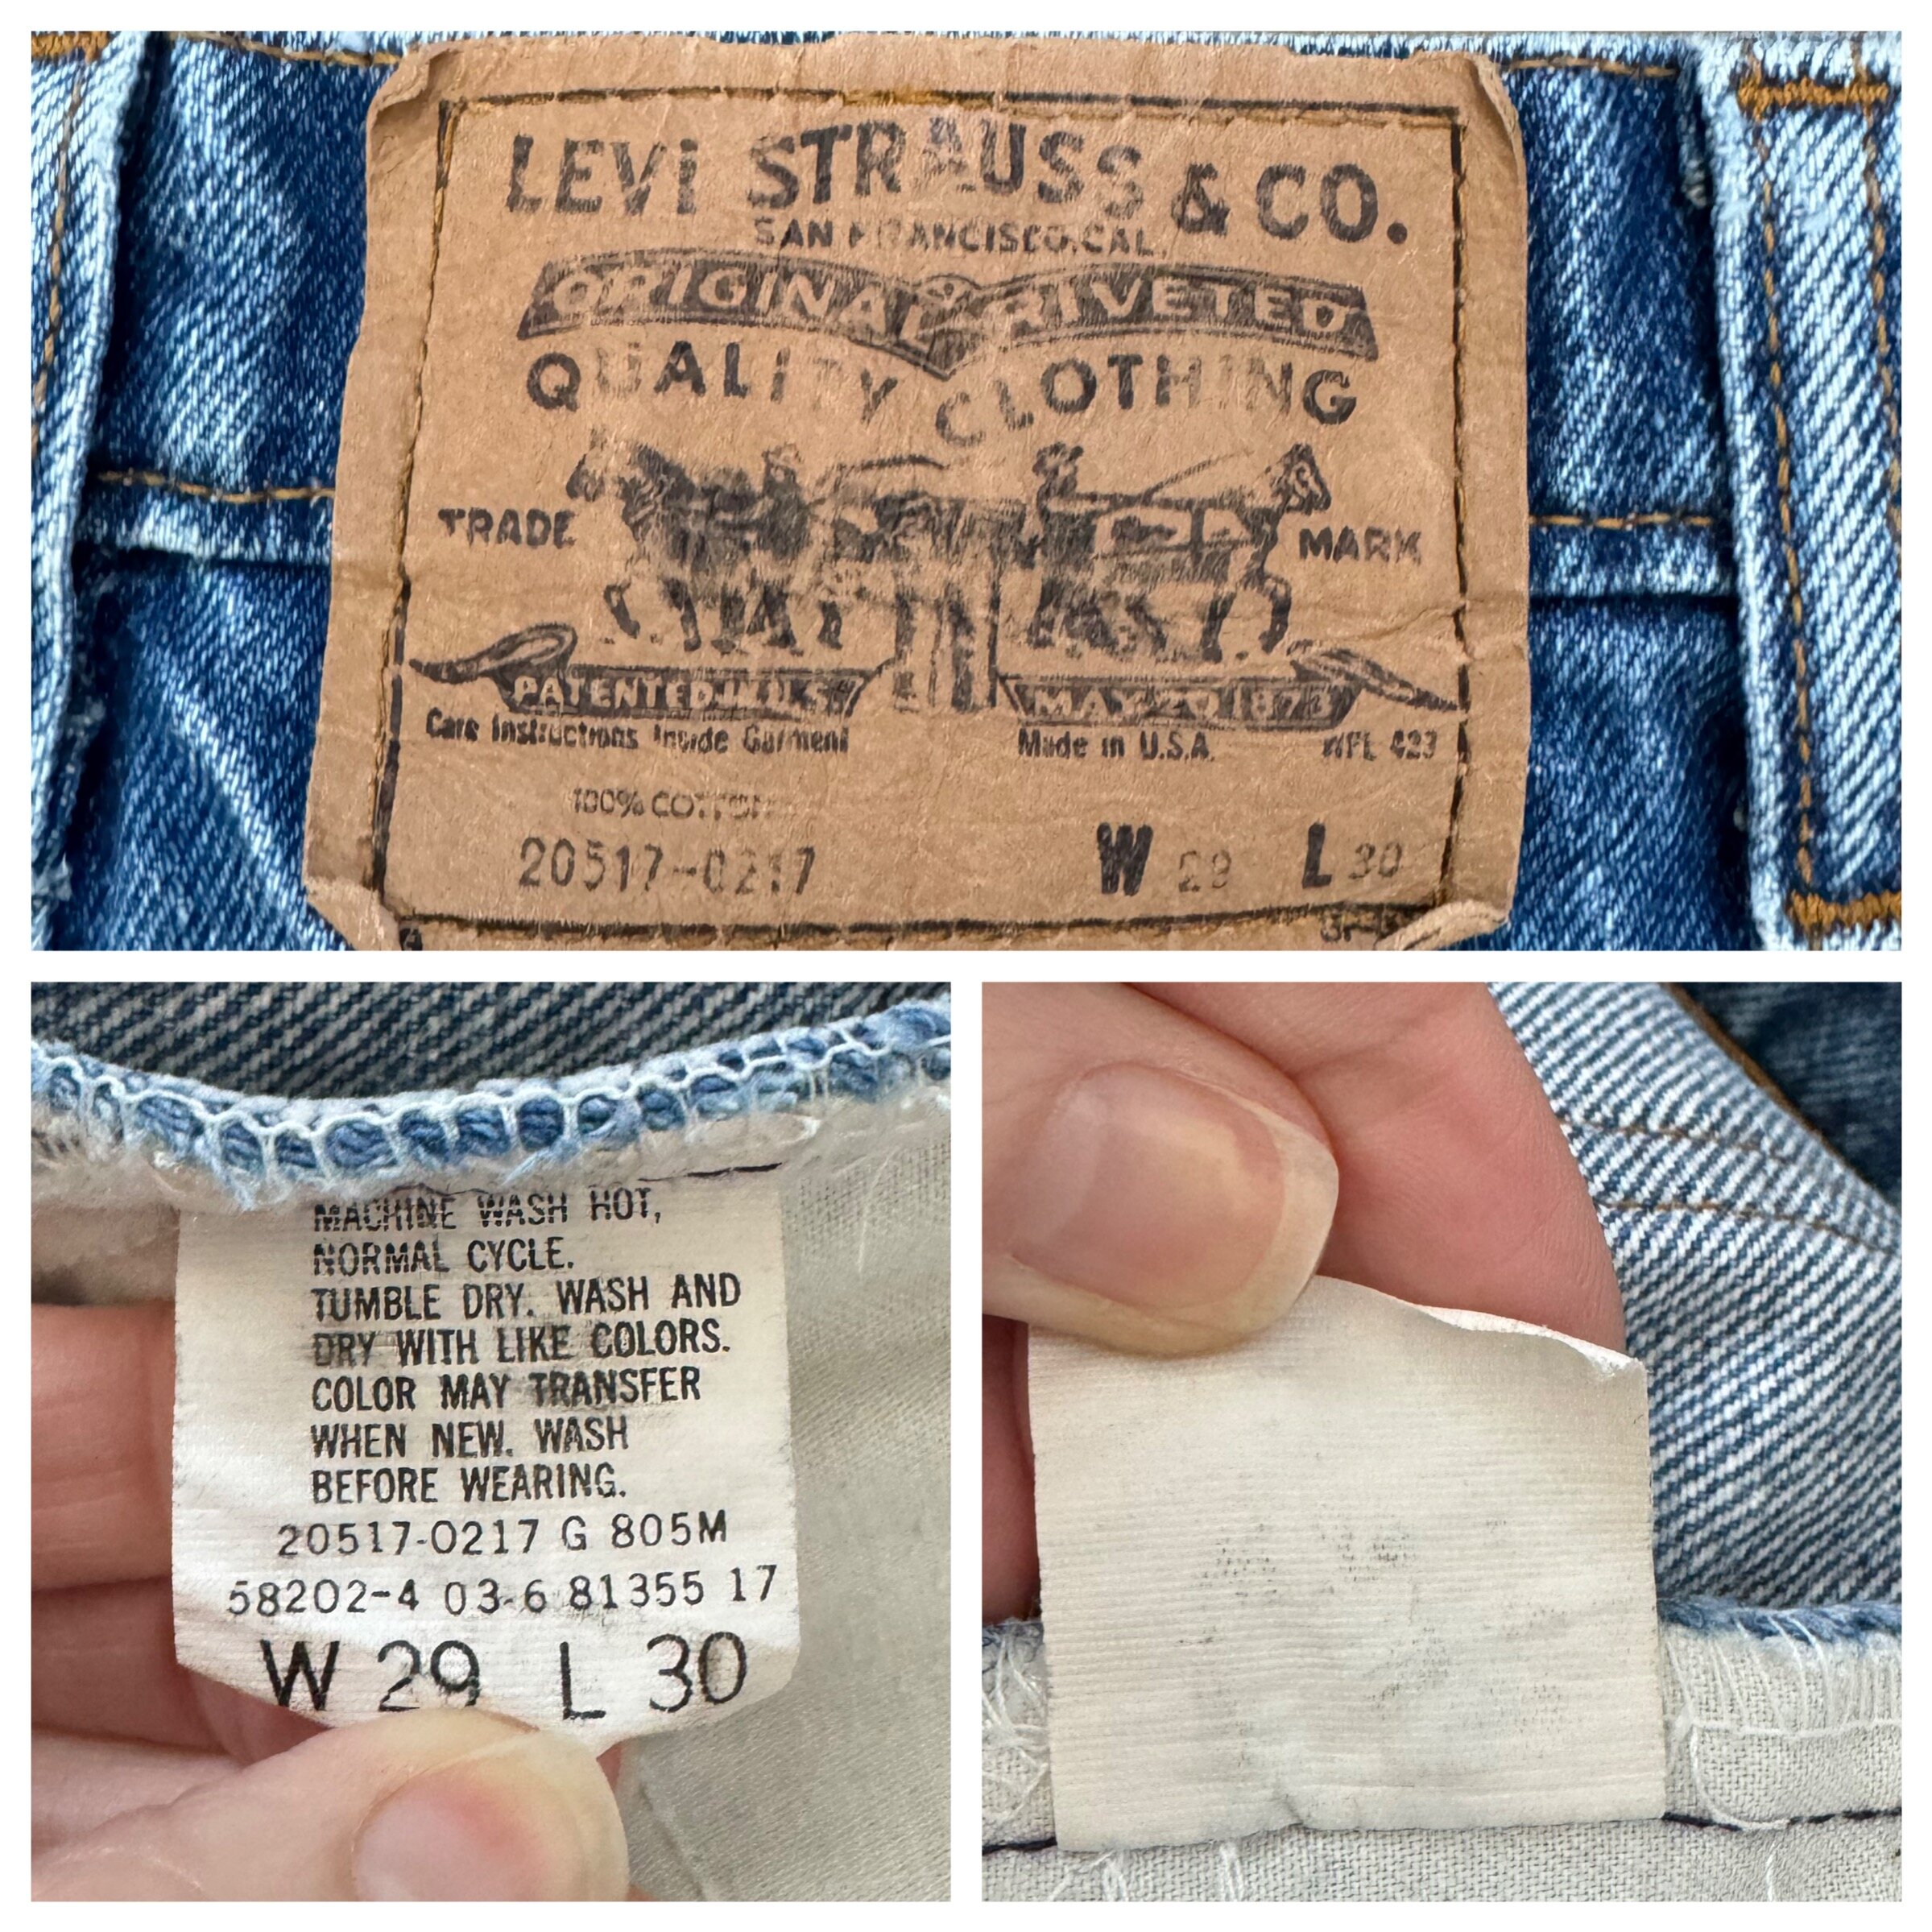 LEVI STRAUSS & CO.
SAN FRANCISCO, CAL.
ORIGINAL RIVETED
QUALITY CLOTHING
TRADE MARK
PATENTED IN U.S. MAY 20 1873
Care Instructions Inside Garment Made in U.S.A. WPL 423
100% COTTON
20517-0217 W 29 L 30
MACHINE WASH HOT,
NORMAL CYCLE.
TUMBLE DRY. WASH AND
DRY WITH LIKE COLORS.
COLOR MAY TRANSFER
WHEN NEW. WASH
BEFORE WEARING.
20517-0217 G 805M
58202-4 03-6 81355 17
W 29 L 30